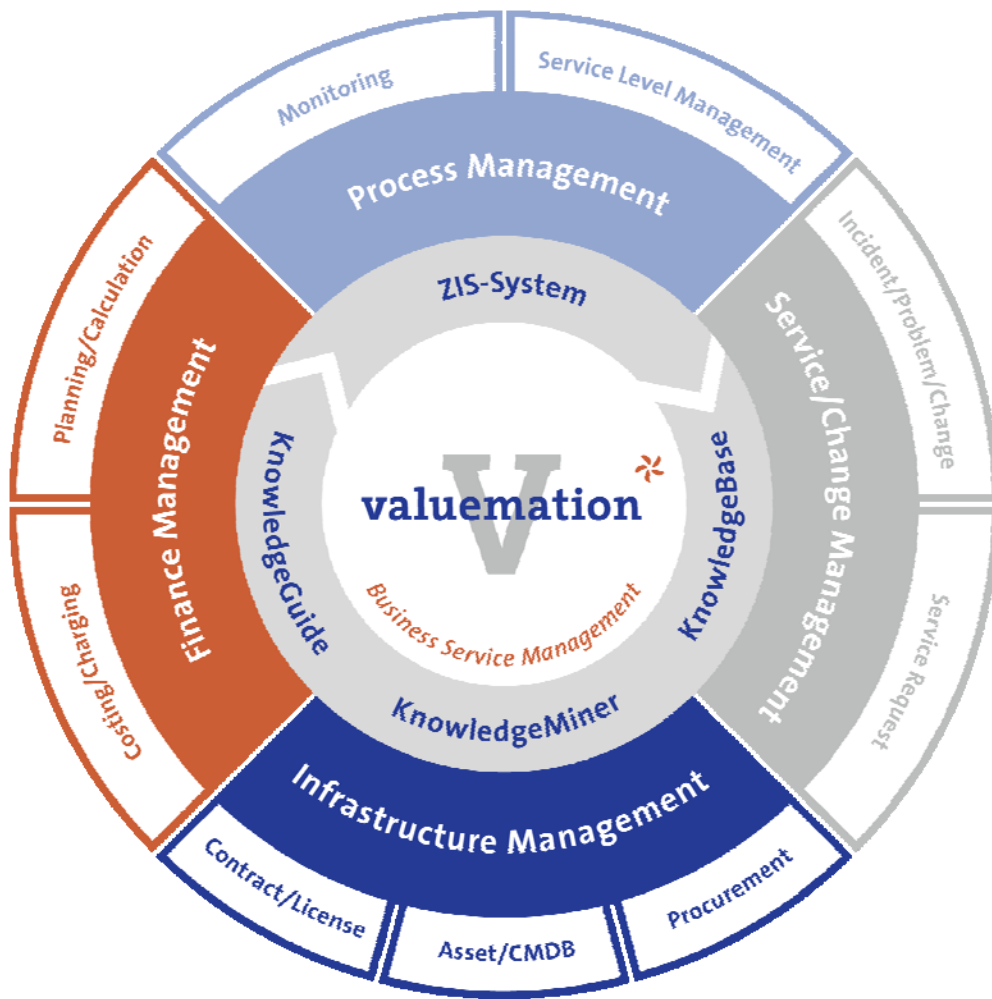 Monitoring
Service Level Management
Process Management
ZIS-System
Planning/Calculation
Finance Management
Costing/Charging
Incident/Problem/Change
Service/Change Management
Service Request
KnowledgeGuide
KnowledgeBase
V
valuemation
Business Service Management
KnowledgeMiner
Infrastructure Management
Contract/License
Asset/CMDB
Procurement